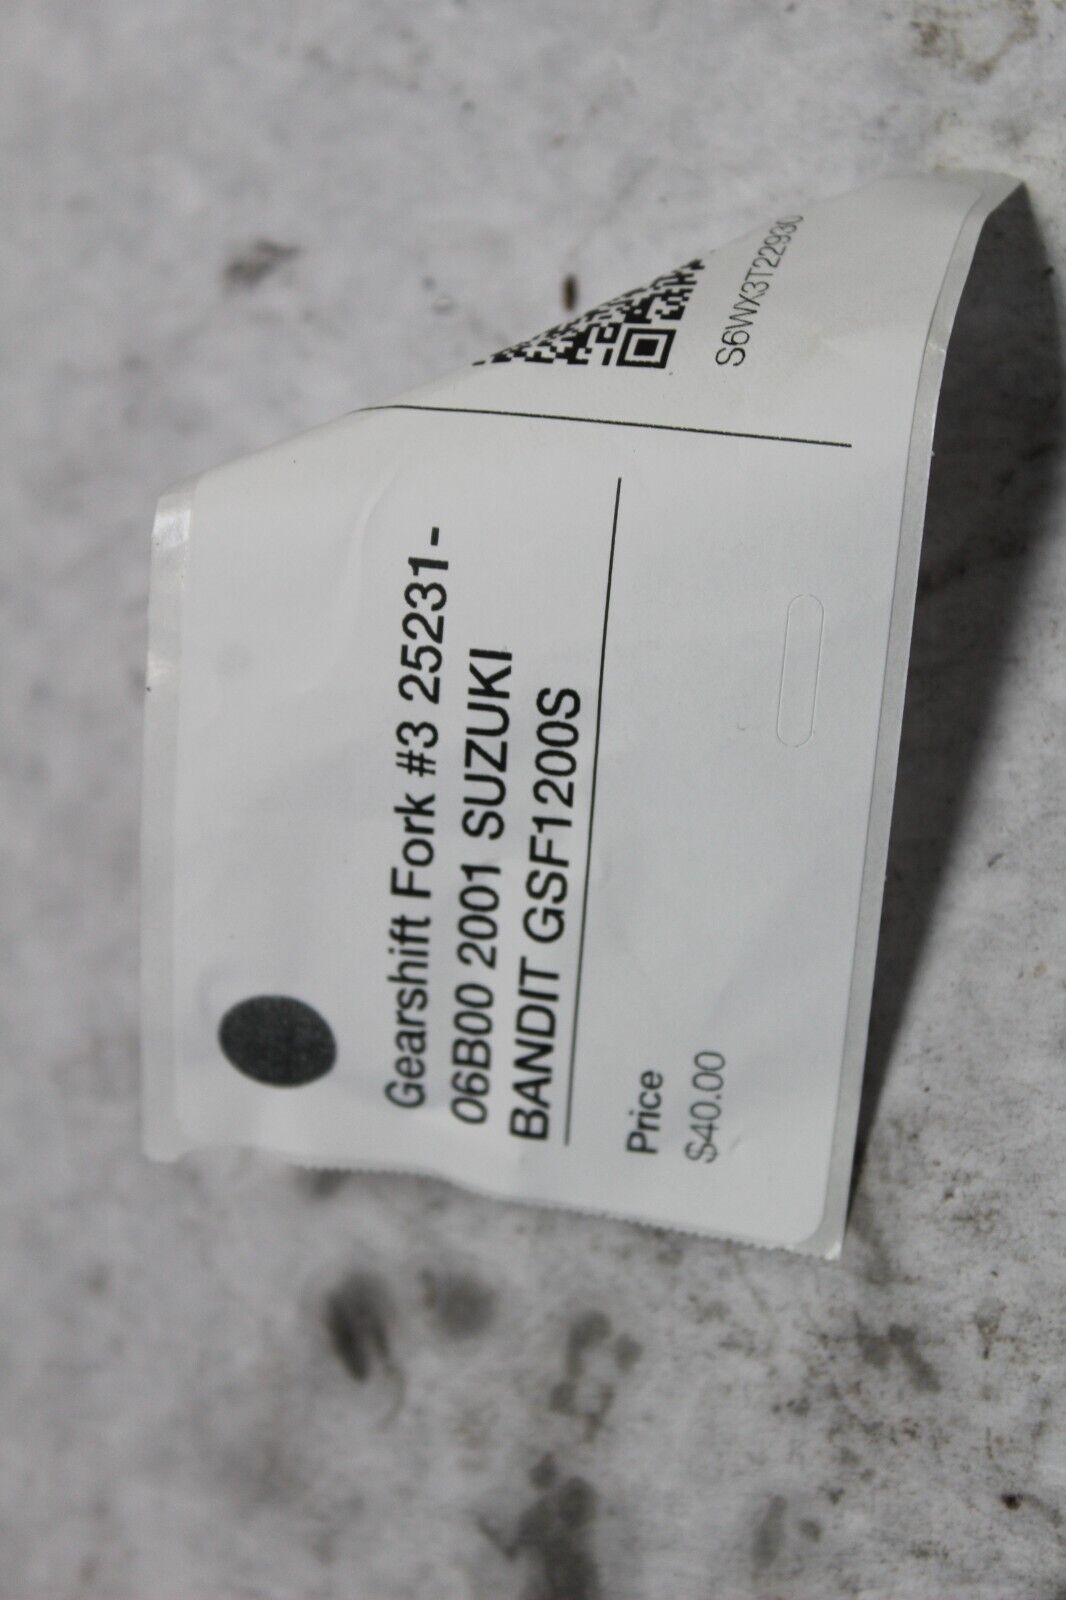 Gearshift Fork #3 25231-
06B00 2001 SUZUKI
BANDIT GSF1200S
Price
$40.00
S6WX3T22930